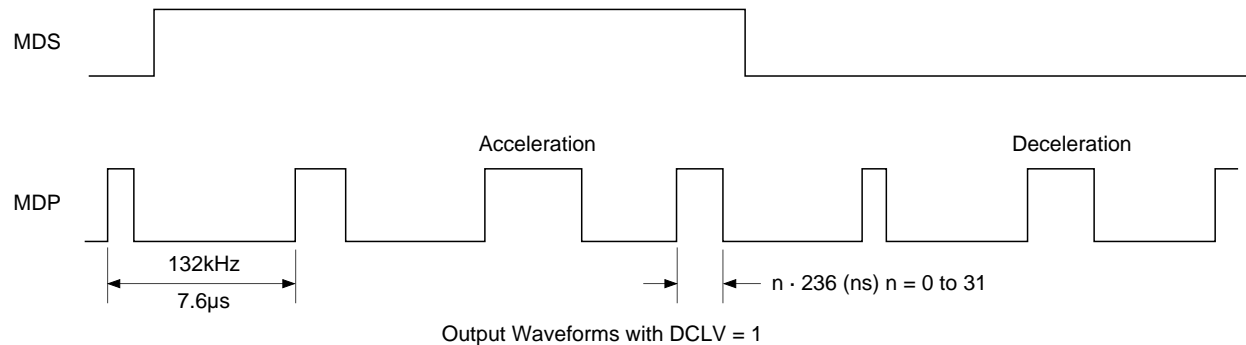 MDS
Acceleration
Deceleration
MDP
132kHz
7.6µs
n · 236 (ns) n = 0 to 31
Output Waveforms with DCLV = 1